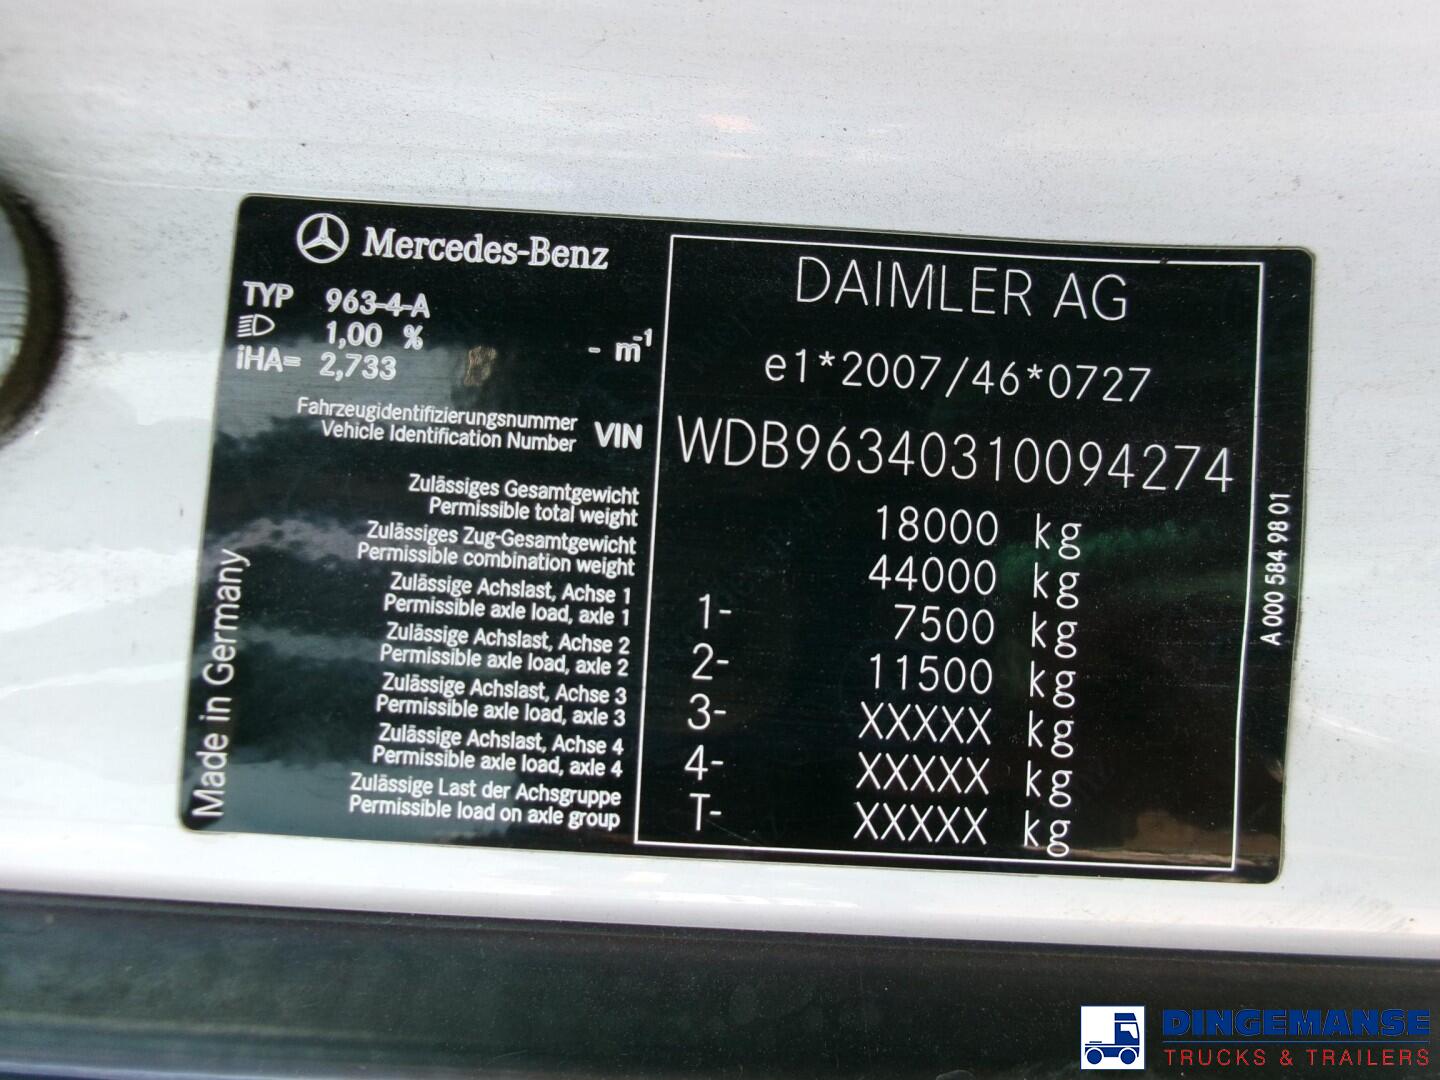 Mercedes-Benz
TYP 963-4-A
1,00 % - m⁻¹
iHA= 2,733
DAIMLER AG
e1*2007/46*0727
Fahrzeugidentifizierungsnummer
Vehicle Identification Number VIN WDB96340310094274
Zulässiges Gesamtgewicht
Permissible total weight 18000 kg
Zulässiges Zug-Gesamtgewicht
Permissible combination weight 44000 kg
Zulässige Achslast, Achse 1
Permissible axle load, axle 1 1- 7500 kg
Zulässige Achslast, Achse 2
Permissible axle load, axle 2 2- 11500 kg
Zulässige Achslast, Achse 3
Permissible axle load, axle 3 3- XXXXX kg
Zulässige Achslast, Achse 4
Permissible axle load, axle 4 4- XXXXX kg
Zulässige Last der Achsgruppe
Permissible load on axle group T- XXXXX kg
Made in Germany
A 000 584 98 01
DINGEMANSE
TRUCKS & TRAILERS